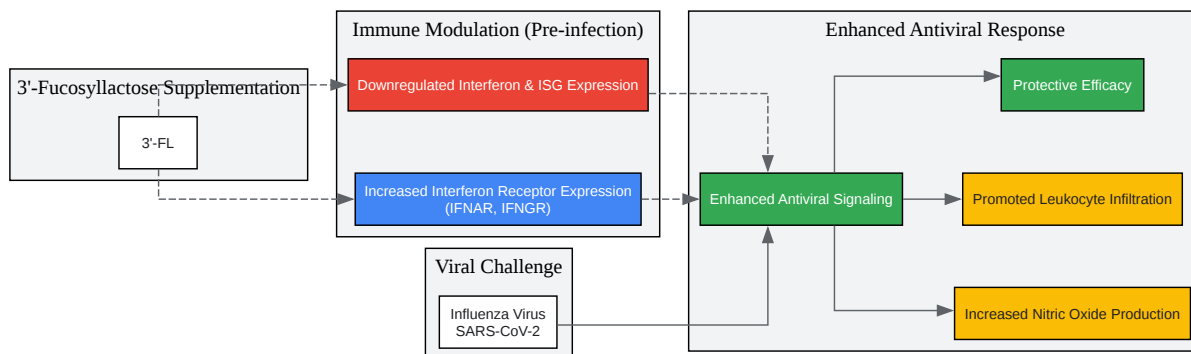 3'-Fucosyllactose Supplementation
3'-FL
Immune Modulation (Pre-infection)
Downregulated Interferon & ISG Expression
Increased Interferon Receptor Expression
(IFNAR, IFNGR)
Viral Challenge
Influenza Virus
SARS-CoV-2
Enhanced Antiviral Response
Enhanced Antiviral Signaling
Protective Efficacy
Promoted Leukocyte Infiltration
Increased Nitric Oxide Production